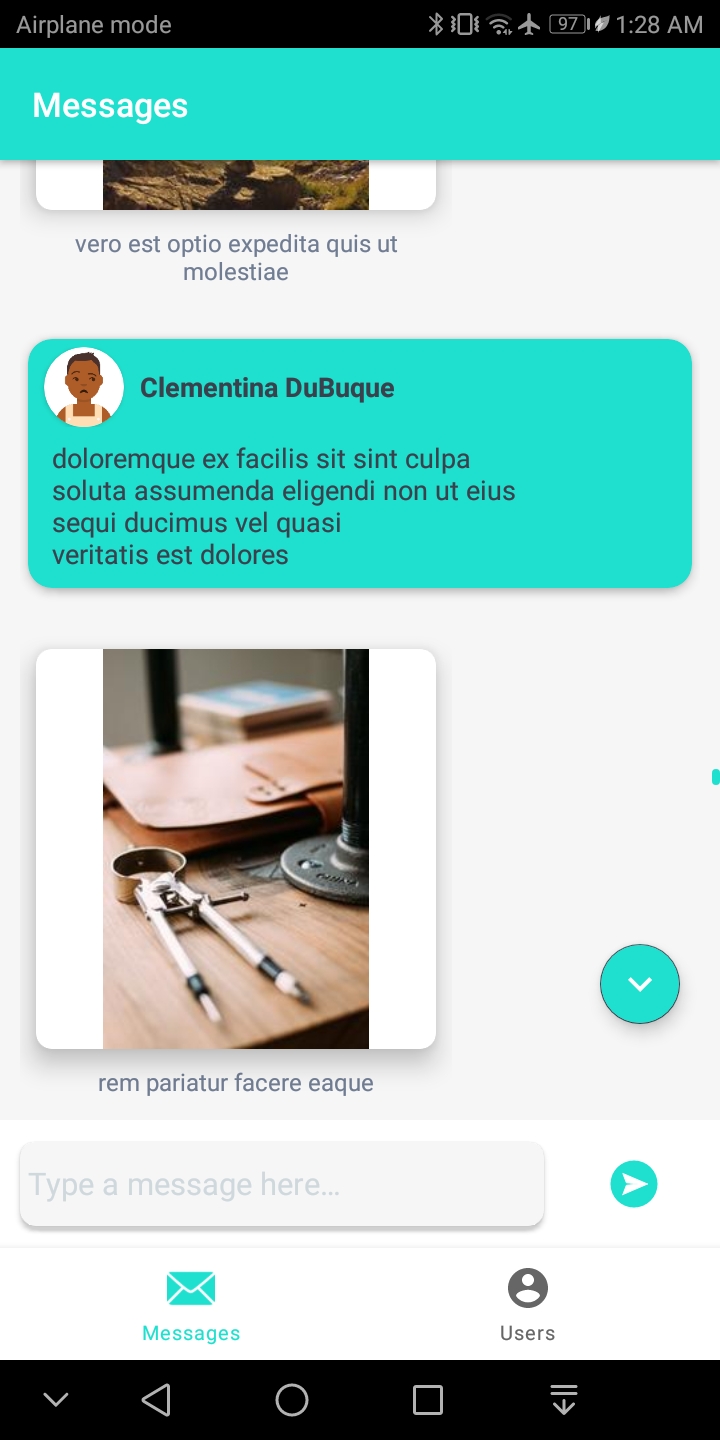 Airplane mode
97
1:28 AM
Messages
vero est optio expedita quis ut
molestiae
Clementina DuBuque
doloremque ex facilis sit sint culpa
soluta assumenda eligendi non ut eius
sequi ducimus vel quasi
veritatis est dolores
rem pariatur facere eaque
Type a message here...
Messages
Users